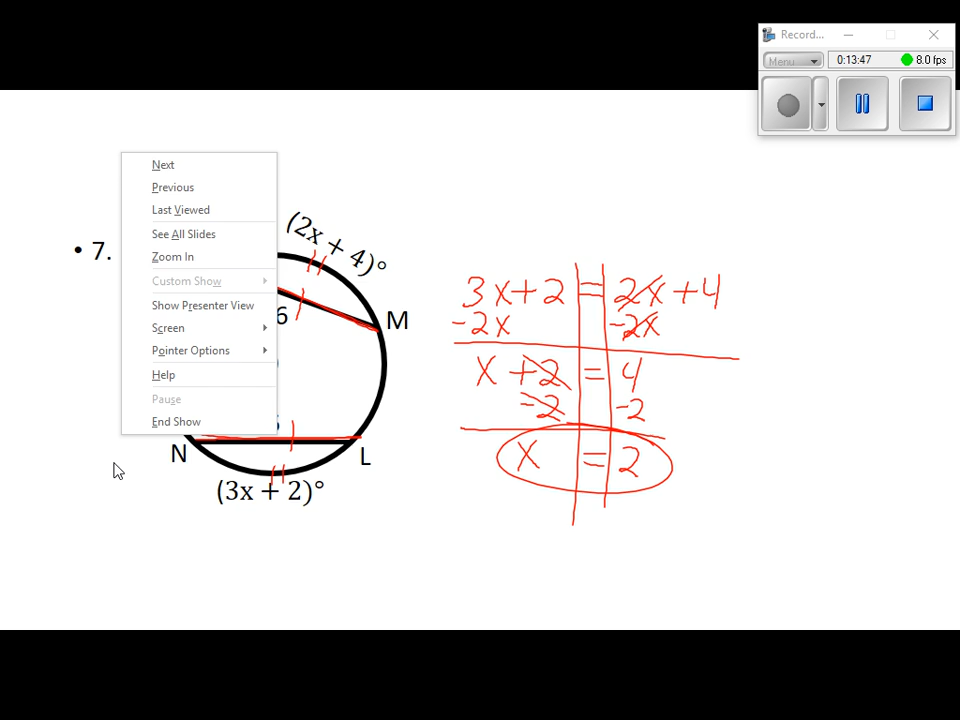 Record...
Menu
0:13:47
8.0 fps
Next
Previous
Last Viewed
See All Slides
Zoom In
Custom Show
Show Presenter View
Screen
Pointer Options
Help
Pause
End Show
• 7.
(2x + 4)°
6
M
N
L
(3x + 2)°
3x+2 = 2x+4
-2x -2x
x +2 = 4
-2 -2
x = 2